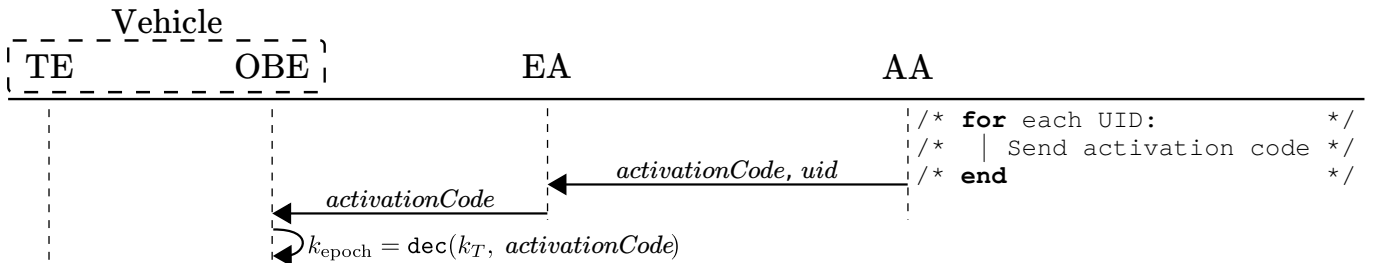 Vehicle
TE OBE EA AA
/* for each UID: */
/* | Send activation code */
/* end */
activationCode, uid
activationCode
k_epoch = dec(k_T, activationCode)